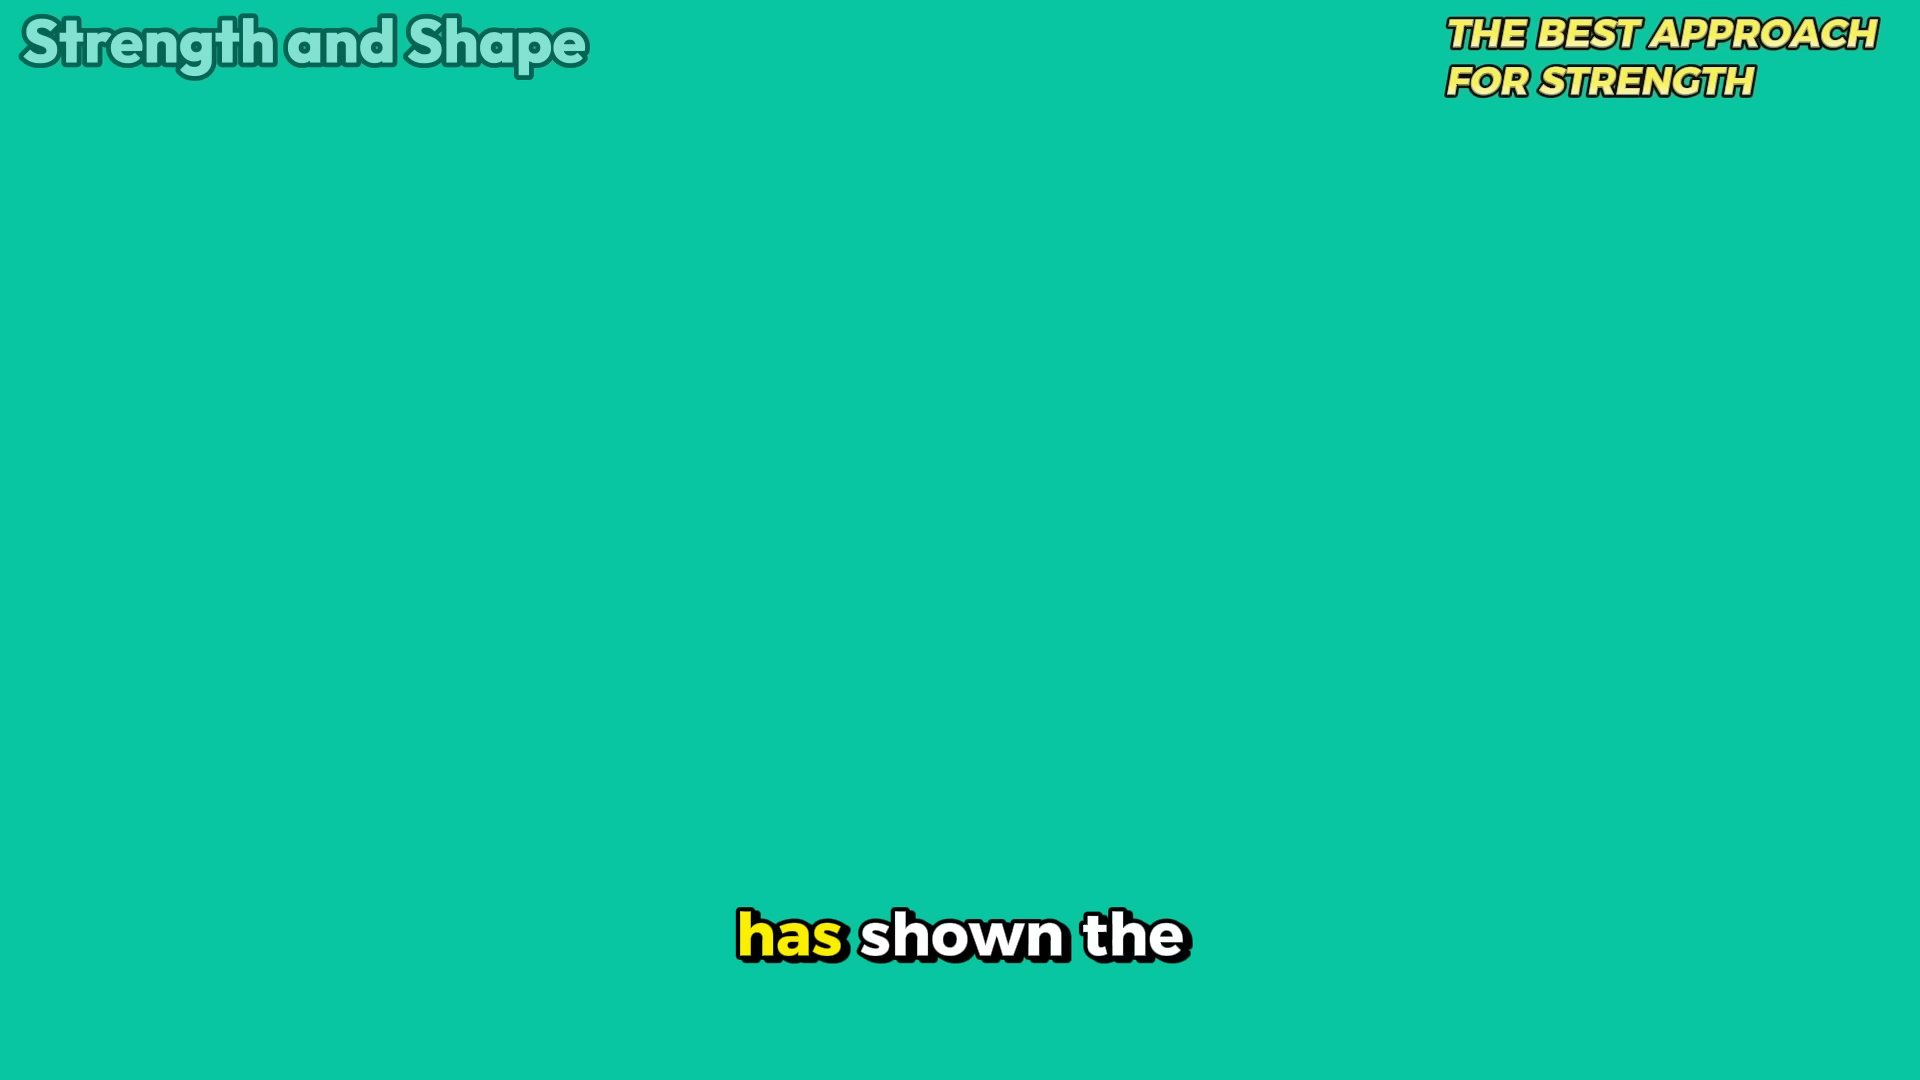 Strength and Shape
THE BEST APPROACH
FOR STRENGTH
has shown the